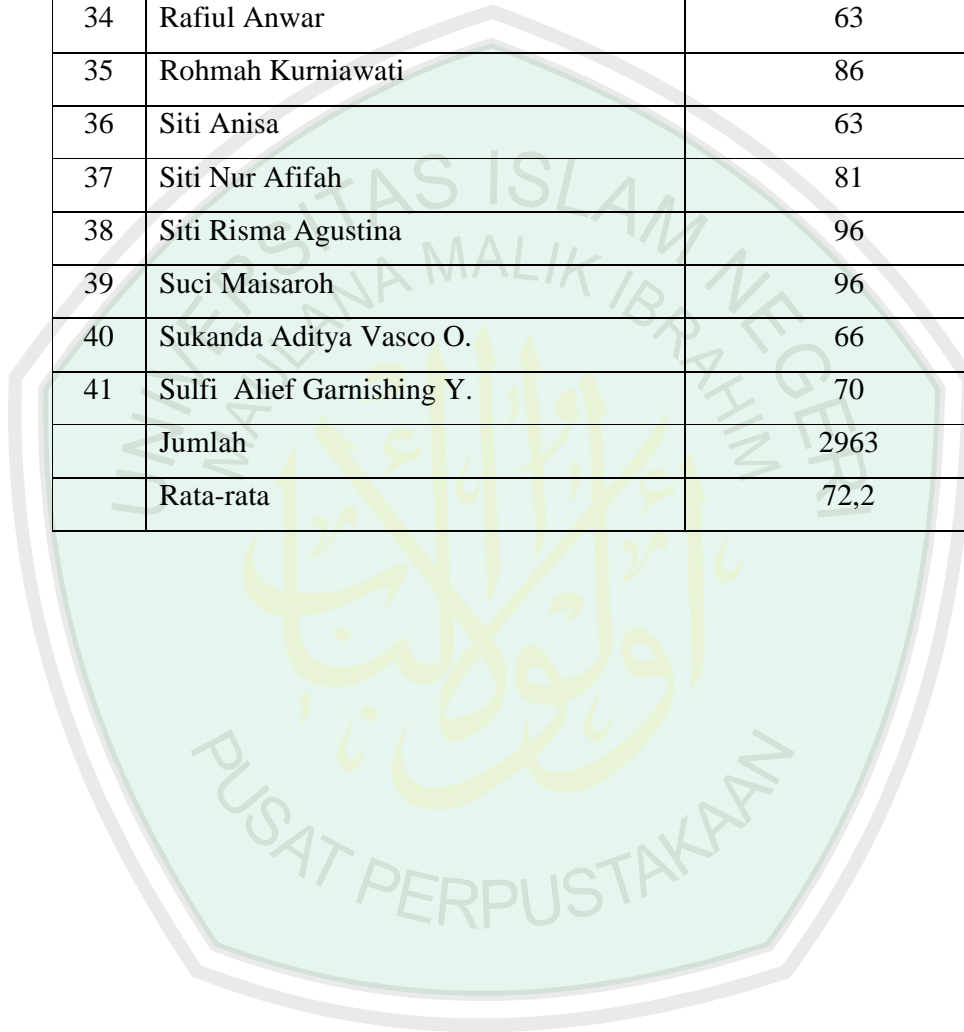 34 Rafiul Anwar 63
35 Rohmah Kurniawati 86
36 Siti Anisa 63
37 Siti Nur Afifah 81
38 Siti Risma Agustina 96
39 Suci Maisaroh 96
40 Sukanda Aditya Vasco O. 66
41 Sulfi Alief Garnishing Y. 70
Jumlah 2963
Rata-rata 72,2
UNIVERSITAS ISLAM NEGERI
MAULANA MALIK IBRAHIM
PUSAT PERPUSTAKAAN